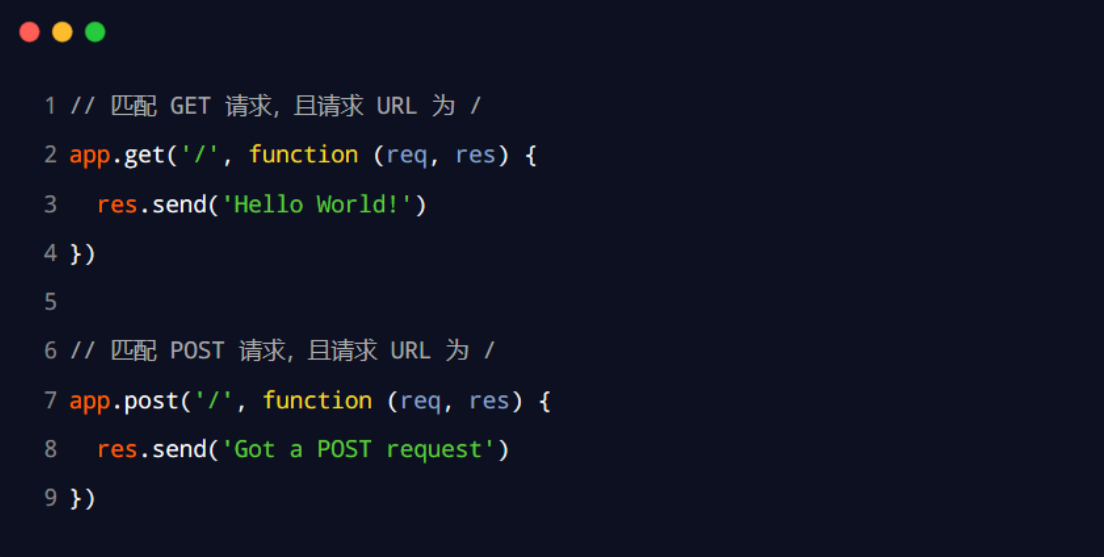 1 // 匹配 GET 请求, 且请求 URL 为 /
2 app.get('/', function (req, res) {
3   res.send('Hello World!')
4 })
5
6 // 匹配 POST 请求, 且请求 URL 为 /
7 app.post('/', function (req, res) {
8   res.send('Got a POST request')
9 })